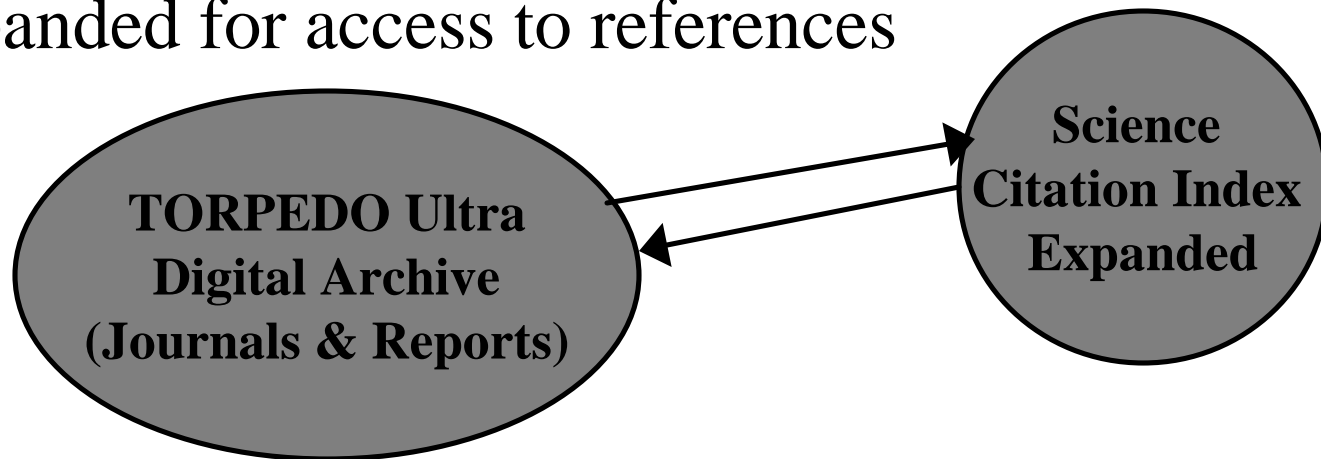 anded for access to references
TORPEDO Ultra
Digital Archive
(Journals & Reports)
Science
Citation Index
Expanded